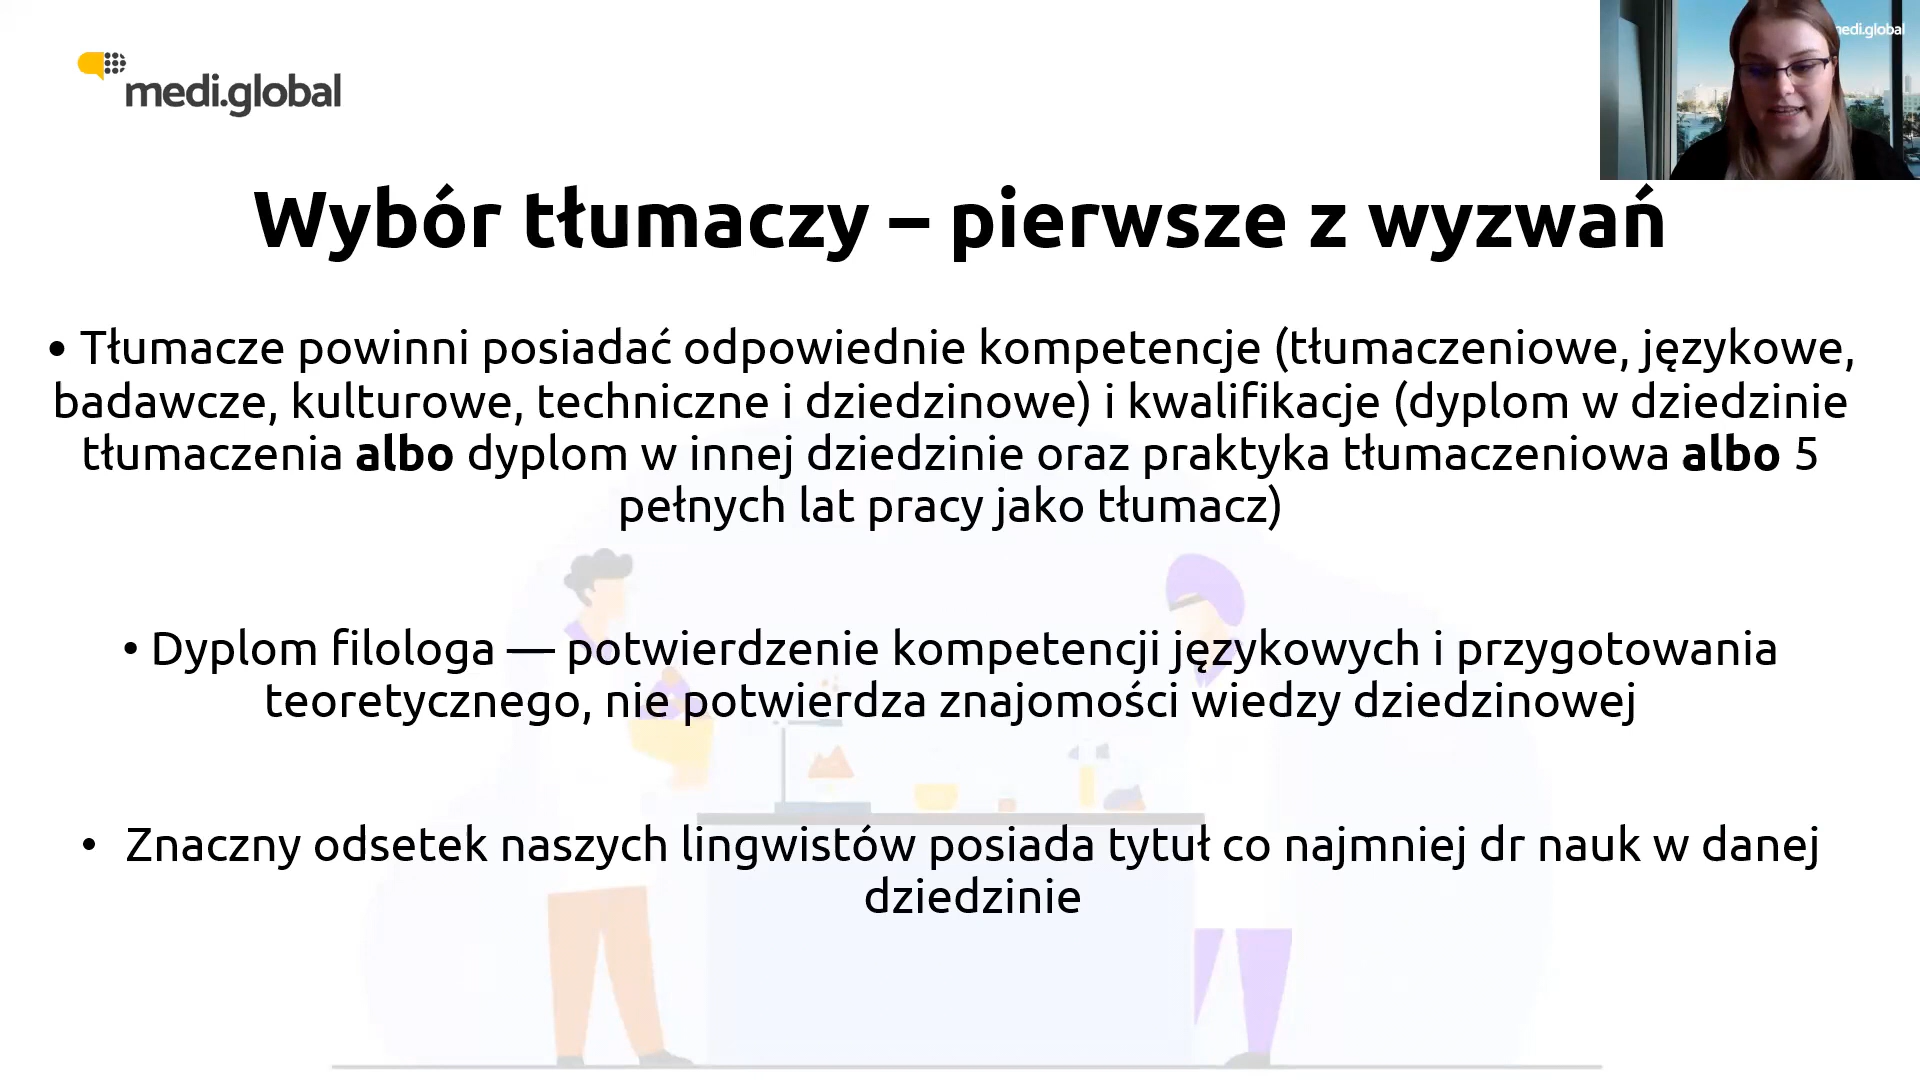 medi.global
medi.global
Wybór tłumaczy – pierwsze z wyzwań
• Tłumacze powinni posiadać odpowiednie kompetencje (tłumaczeniowe, językowe,
badawcze, kulturowe, techniczne i dziedzinowe) i kwalifikacje (dyplom w dziedzinie
tłumaczenia albo dyplom w innej dziedzinie oraz praktyka tłumaczeniowa albo 5
pełnych lat pracy jako tłumacz)
• Dyplom filologa — potwierdzenie kompetencji językowych i przygotowania
teoretycznego, nie potwierdza znajomości wiedzy dziedzinowej
• Znaczny odsetek naszych lingwistów posiada tytuł co najmniej dr nauk w danej
dziedzinie